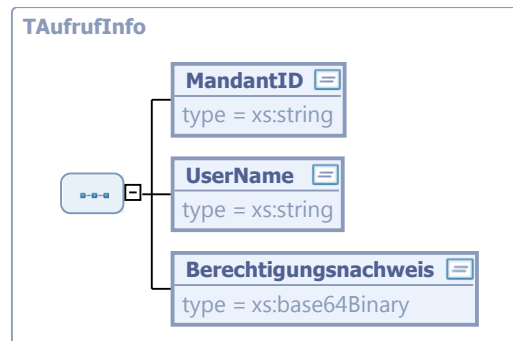 TAufrufInfo
MandantID
type = xs:string
UserName
type = xs:string
Berechtigungsnachweis
type = xs:base64Binary